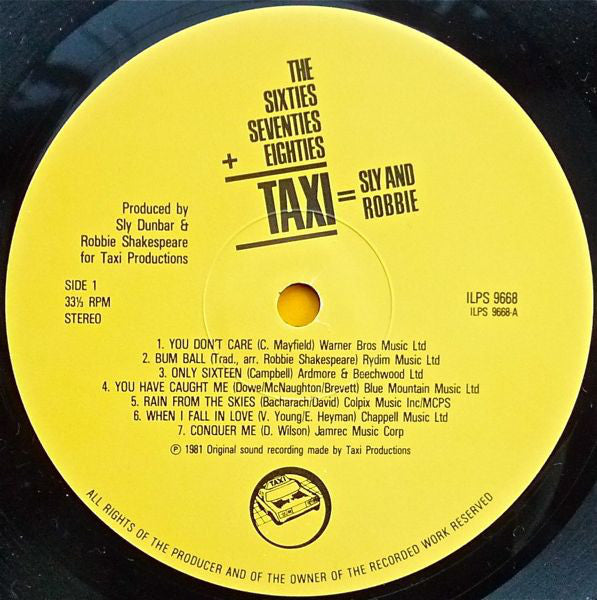 THE
SIXTIES
SEVENTIES
+ EIGHTIES
TAXI = SLY AND
ROBBIE
Produced by
Sly Dunbar &
Robbie Shakespeare
for Taxi Productions
SIDE 1
33⅓ RPM
STEREO
ILPS 9668
ILPS 9668-A
1. YOU DON'T CARE (C. Mayfield) Warner Bros Music Ltd
2. BUM BALL (Trad., arr. Robbie Shakespeare) Rydim Music Ltd
3. ONLY SIXTEEN (Campbell) Ardmore & Beechwood Ltd
4. YOU HAVE CAUGHT ME (Dowe/McNaughton/Brevett) Blue Mountain Music Ltd
5. RAIN FROM THE SKIES (Bacharach/David) Colpix Music Inc/MCPS
6. WHEN I FALL IN LOVE (V. Young/E. Heyman) Chappell Music Ltd
7. CONQUER ME (D. Wilson) Jamrec Music Corp
℗ 1981 Original sound recording made by Taxi Productions
TAXI
ALL RIGHTS OF THE PRODUCER AND OF THE OWNER OF THE RECORDED WORK RESERVED